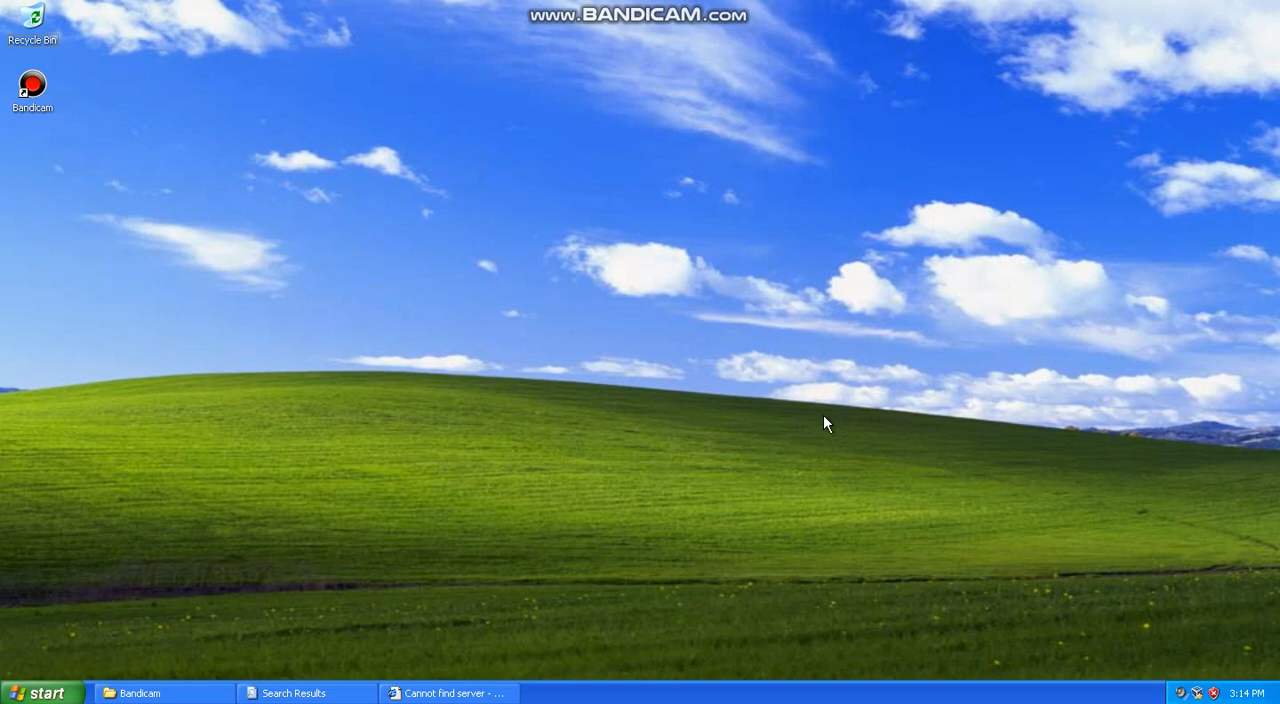 www.BANDICAM.com
Recycle Bin
Bandicam
start
Bandicam
Search Results
Cannot find server - ...
3:14 PM